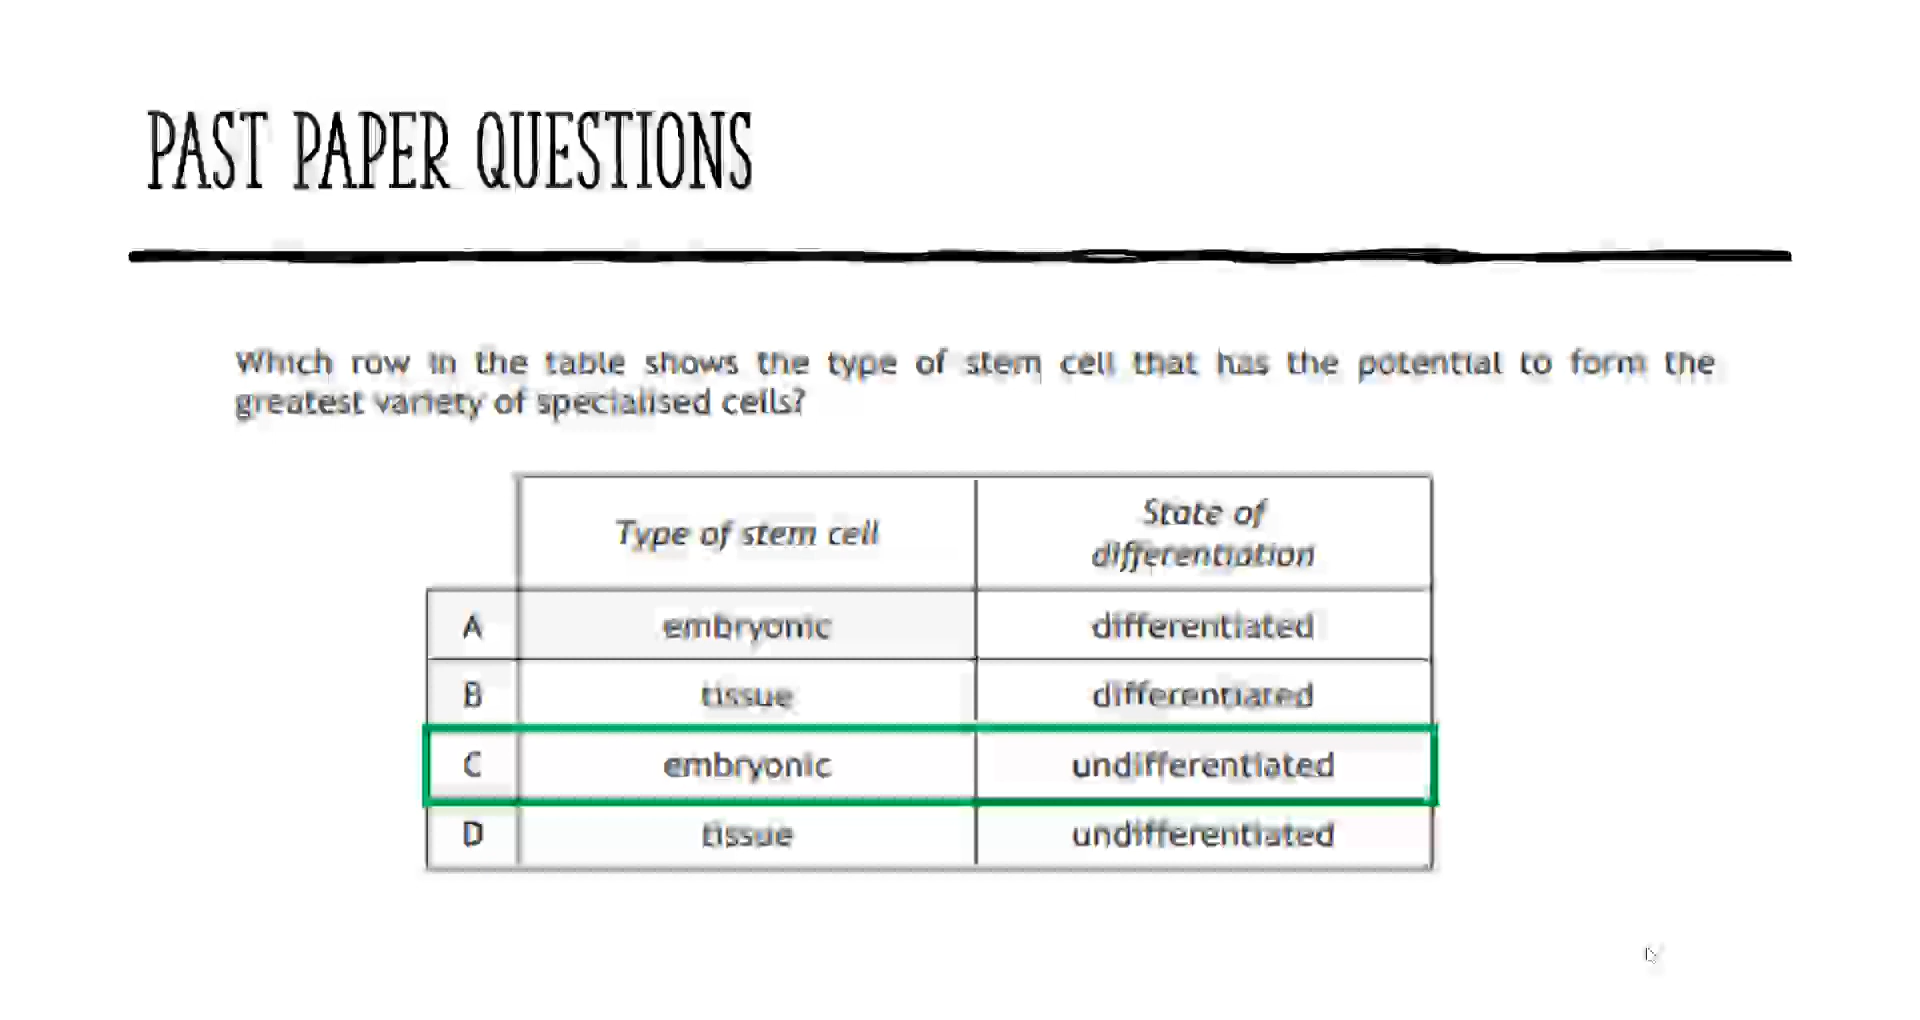 PAST PAPER QUESTIONS
Which row in the table shows the type of stem cell that has the potential to form the
greatest variety of specialised cells?
Type of stem cell State of
differentiation
A embryonic differentiated
B tissue differentiated
C embryonic undifferentiated
D tissue undifferentiated